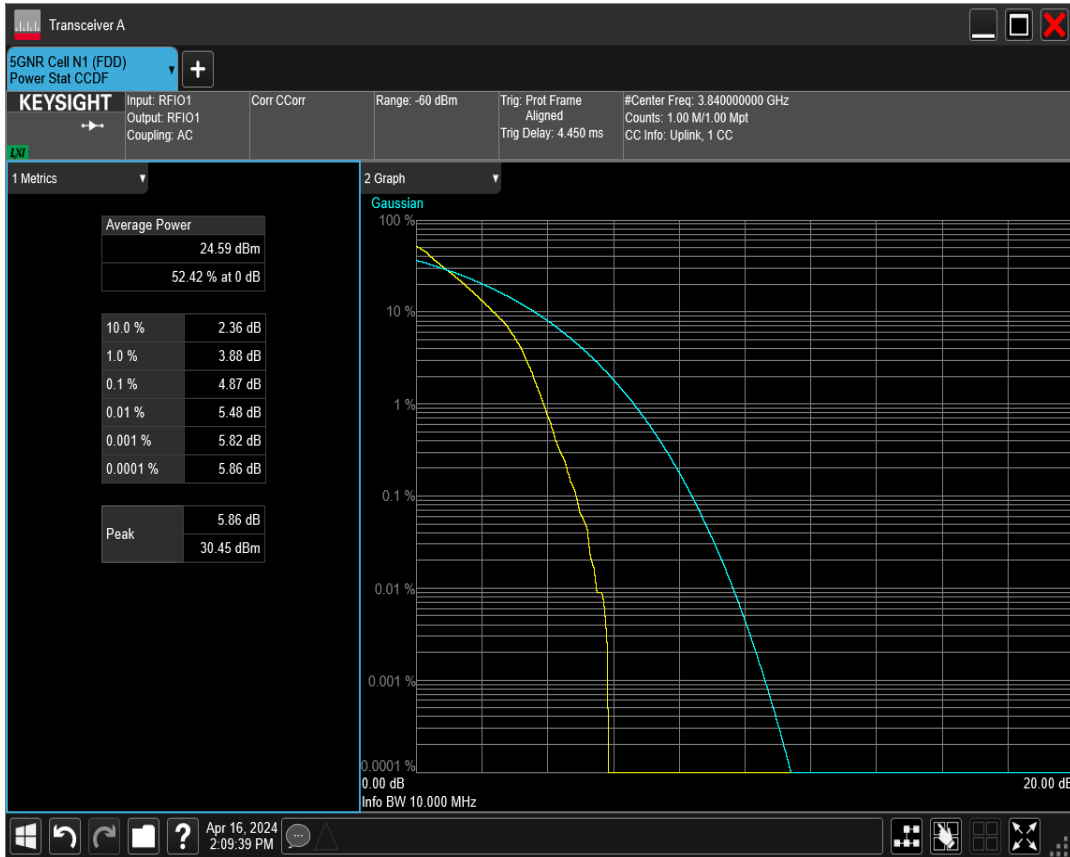 Transceiver A
5GNR Cell N1 (FDD)
Power Stat CCDF
KEYSIGHT
LXI
Input: RFIO1
Output: RFIO1
Coupling: AC
Corr CCorr
Range: -60 dBm
Trig: Prot Frame
Aligned
Trig Delay: 4.450 ms
#Center Freq: 3.840000000 GHz
Counts: 1.00 M/1.00 Mpt
CC Info: Uplink, 1 CC
1 Metrics
Average Power
24.59 dBm
52.42 % at 0 dB
10.0 % 2.36 dB
1.0 % 3.88 dB
0.1 % 4.87 dB
0.01 % 5.48 dB
0.001 % 5.82 dB
0.0001 % 5.86 dB
Peak
5.86 dB
30.45 dBm
2 Graph
Gaussian
100 %
10 %
1 %
0.1 %
0.01 %
0.001 %
0.0001 %
0.00 dB 20.00 dB
Info BW 10.000 MHz
Apr 16, 2024
2:09:39 PM